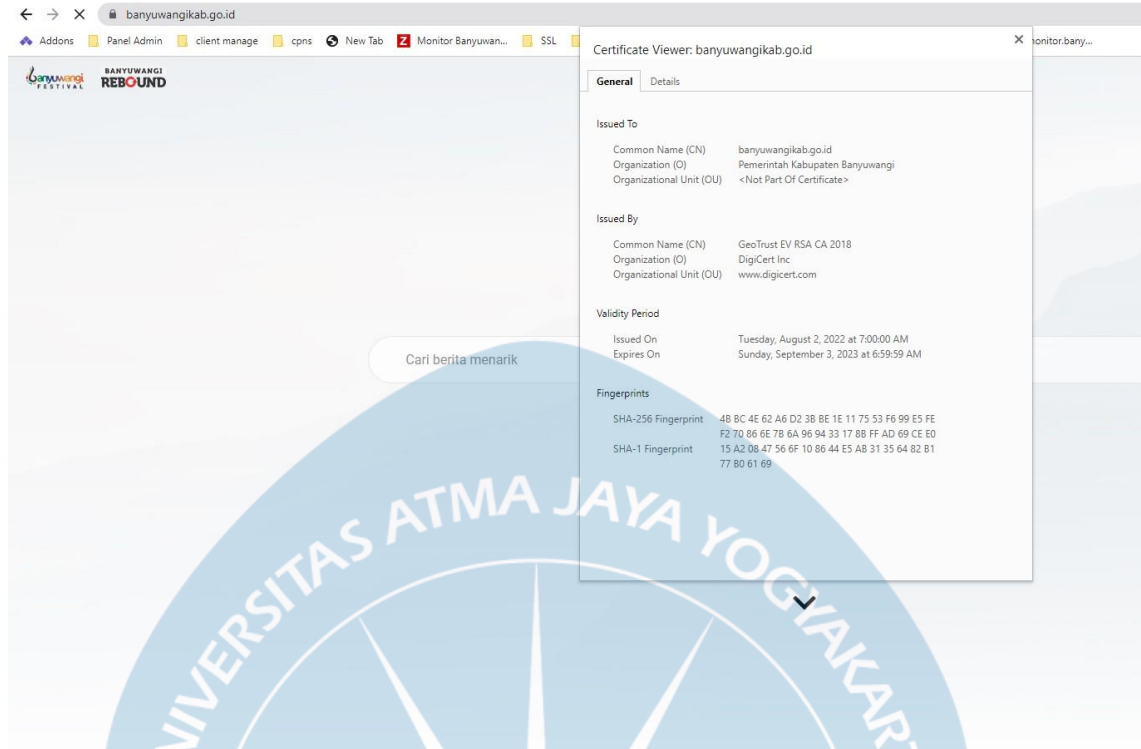 banyuwangikab.go.id
Addons Panel Admin client manage cpns New Tab Z Monitor Banyuwan... SSL
onitor.bany...
banyuwangi
FESTIVAL
BANYUWANGI
REBOUND
Certificate Viewer: banyuwangikab.go.id
General Details
Issued To
Common Name (CN) banyuwangikab.go.id
Organization (O) Pemerintah Kabupaten Banyuwangi
Organizational Unit (OU) <Not Part Of Certificate>
Issued By
Common Name (CN) GeoTrust EV RSA CA 2018
Organization (O) DigiCert Inc
Organizational Unit (OU) www.digicert.com
Validity Period
Issued On Tuesday, August 2, 2022 at 7:00:00 AM
Expires On Sunday, September 3, 2023 at 6:59:59 AM
Cari berita menarik
Fingerprints
SHA-256 Fingerprint 4B BC 4E 62 A6 D2 3B BE 1E 11 75 53 F6 99 E5 FE
F2 70 86 6E 7B 6A 96 94 33 17 8B FF AD 69 CE E0
SHA-1 Fingerprint 15 A2 08 47 56 6F 10 86 44 E5 AB 31 35 64 82 B1
77 B0 61 69
NIVERSITAS ATMA JAYA YOGYAKAR